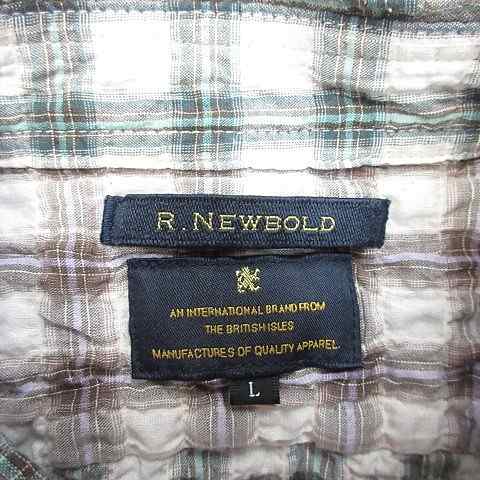 R. NEWBOLD
AN INTERNATIONAL BRAND FROM
THE BRITISH ISLES
MANUFACTURES OF QUALITY APPAREL.
L